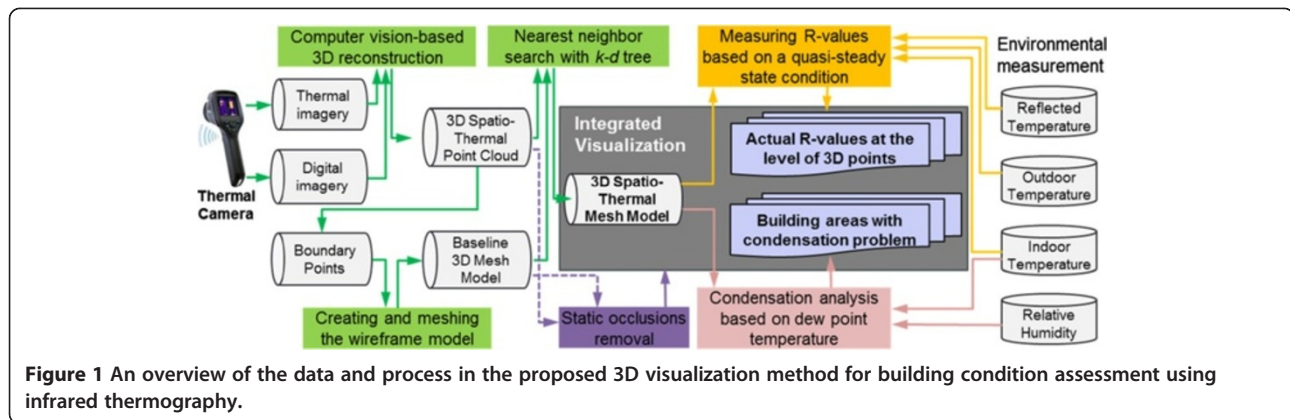 Computer vision-based
3D reconstruction
Nearest neighbor
search with k-d tree
Measuring R-values
based on a quasi-steady
state condition
Environmental
measurement
Thermal
imagery
Digital
imagery
Thermal
Camera
3D Spatio-
Thermal
Point Cloud
Integrated
Visualization
3D Spatio-
Thermal
Mesh Model
Actual R-values at the
level of 3D points
Building areas with
condensation problem
Reflected
Temperature
Outdoor
Temperature
Indoor
Temperature
Relative
Humidity
Boundary
Points
Baseline
3D Mesh
Model
Creating and meshing
the wireframe model
Static occlusions
removal
Condensation analysis
based on dew point
temperature
Figure 1 An overview of the data and process in the proposed 3D visualization method for building condition assessment using
infrared thermography.